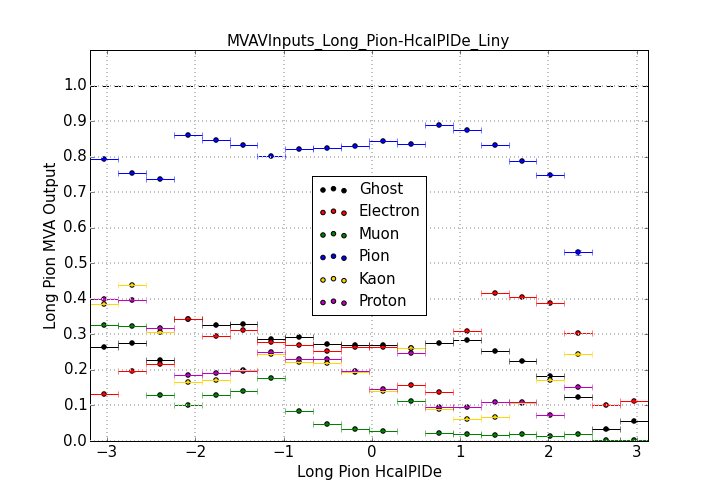 MVAVInputs_Long_Pion-HcalPIDe_Liny
Long Pion MVA Output
1.0
0.9
0.8
0.7
0.6
0.5
0.4
0.3
0.2
0.1
0.0
Ghost
Electron
Muon
Pion
Kaon
Proton
−3 −2 −1 0 1 2 3
Long Pion HcalPIDe